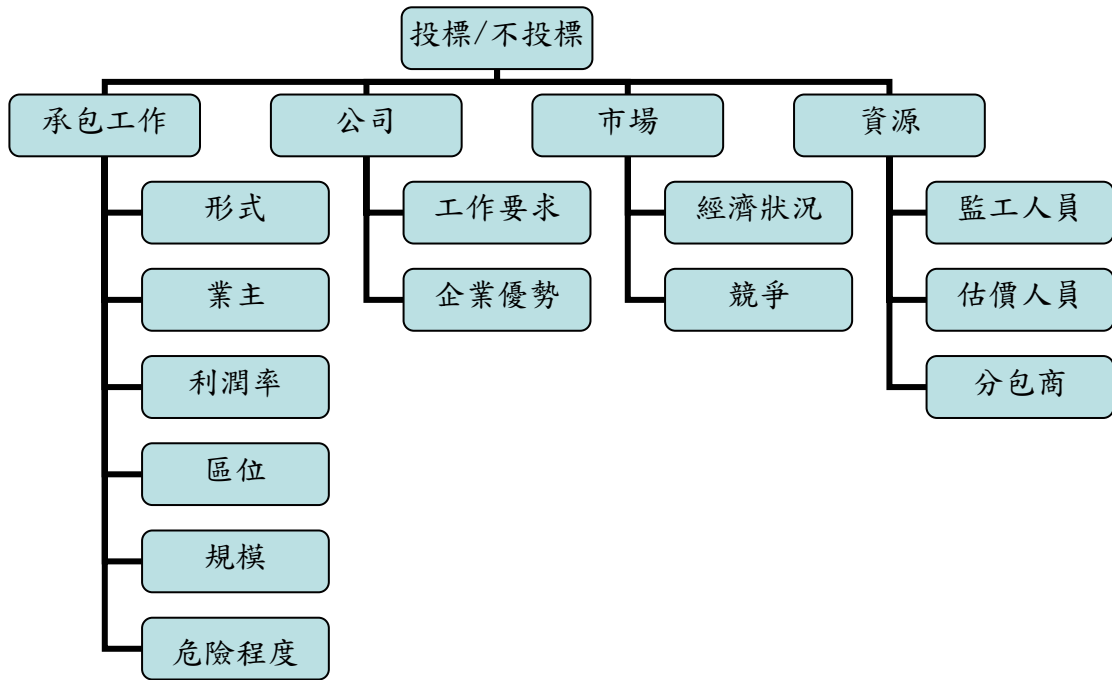 投標/不投標
承包工作
公司
市場
資源
形式
業主
利潤率
區位
規模
危險程度
工作要求
企業優勢
經濟狀況
競爭
監工人員
估價人員
分包商